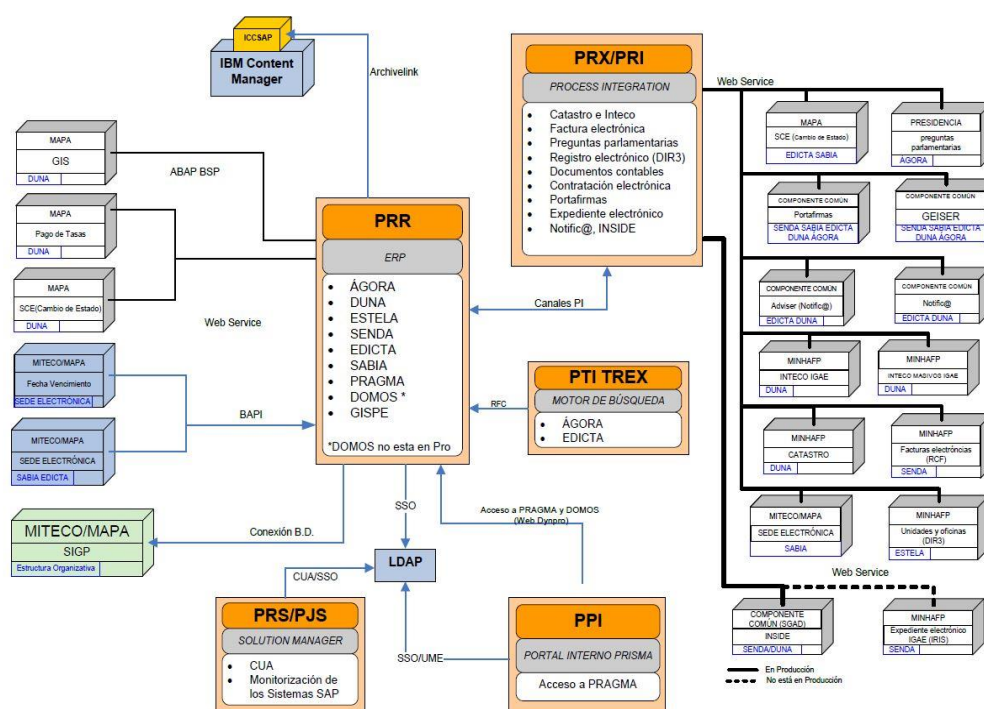 ICCSAP
IBM Content
Manager
Archivelink
MAPA
GIS
DUNA
ABAP BSP
MAPA
Pago de Tasas
DUNA
MAPA
SCE(Cambio de Estado)
DUNA
Web Service
MITECO/MAPA
Fecha Vencimiento
SEDE ELECTRÓNICA
BAPI
MITECO/MAPA
SEDE ELECTRÓNICA
SABIA EDICTA
MITECO/MAPA
SIGP
Estructura Organizativa
Conexión B.D.
PRR
ERP
• ÁGORA
• DUNA
• ESTELA
• SENDA
• EDICTA
• SABIA
• PRAGMA
• DOMOS *
• GISPE
*DOMOS no esta en Pro
PRX/PRI
PROCESS INTEGRATION
• Catastro e Inteco
• Factura electrónica
• Preguntas parlamentarias
• Registro electrónico (DIR3)
• Documentos contables
• Contratación electrónica
• Portafirmas
• Expediente electrónico
• Notific@, INSIDE
Canales PI
PTI TREX
MOTOR DE BÚSQUEDA
• ÁGORA
• EDICTA
RFC
SSO
Acceso a PRAGMA y DOMOS
(Web Dynpro)
LDAP
CUA/SSO
SSO/UME
PRS/PJS
SOLUTION MANAGER
• CUA
• Monitorización de
los Sistemas SAP
PPI
PORTAL INTERNO PRISMA
Acceso a PRAGMA
Web Service
MAPA
SCE (Cambio de Estado)
EDICTA SABIA
PRESIDENCIA
preguntas
parlamentarias
ÁGORA
COMPONENTE
COMÚN
Portafirmas
SENDA SABIA EDICTA
DUNA ÁGORA
COMPONENTE COMÚN
GEISER
SENDA SABIA EDICTA
DUNA ÁGORA
COMPONENTE COMÚN
Adviser (Notific@)
EDICTA DUNA
COMPONENTE COMÚN
Notific@
EDICTA DUNA
MINHAFP
INTECO IGAE
DUNA
MINHAFP
INTECO MASIVOS IGAE
DUNA
MINHAFP
CATASTRO
DUNA
MINHAFP
Facturas electróncias
(RCF)
SENDA
MITECO/MAPA
SEDE ELECTRÓNICA
SABIA
MINHAFP
Unidades y oficinas
(DIR3)
ESTELA
Web Service
COMPONENTE
COMÚN (SGAD)
INSIDE
SENDA/DUNA
MINHAFP
Expediente electrónico
IGAE (IRIS)
SENDA
En Producción
No está en Producción